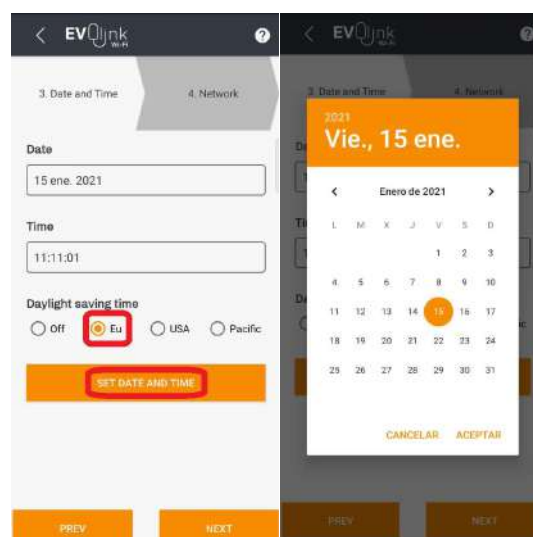 EVOlink
Wi-Fi
?
3. Date and Time
4. Network
Date
15 ene. 2021
Time
11:11:01
Daylight saving time
Off
Eu
USA
Pacific
SET DATE AND TIME
PREV
NEXT
EVOlink
Wi-Fi
3. Date and Time
4. Network
2021
Vie., 15 ene.
Enero de 2021
L M X J V S D
1 2 3
4 5 6 7 8 9 10
11 12 13 14 15 16 17
18 19 20 21 22 23 24
25 26 27 28 29 30 31
CANCELAR ACEPTAR
PREV
NEXT